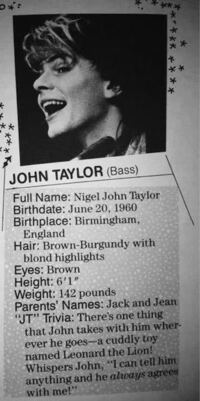 JOHN TAYLOR (Bass)
Full Name: Nigel John Taylor
Birthdate: June 20, 1960
Birthplace: Birmingham,
England
Hair: Brown-Burgundy with
blond highlights
Eyes: Brown
Height: 6'1"
Weight: 142 pounds
Parents' Names: Jack and Jean
"JT" Trivia: There's one thing
that John takes with him wher-
ever he goes—a cuddly toy
named Leonard the Lion!
Whispers John, "I can tell him
anything and he always agrees
with me!"